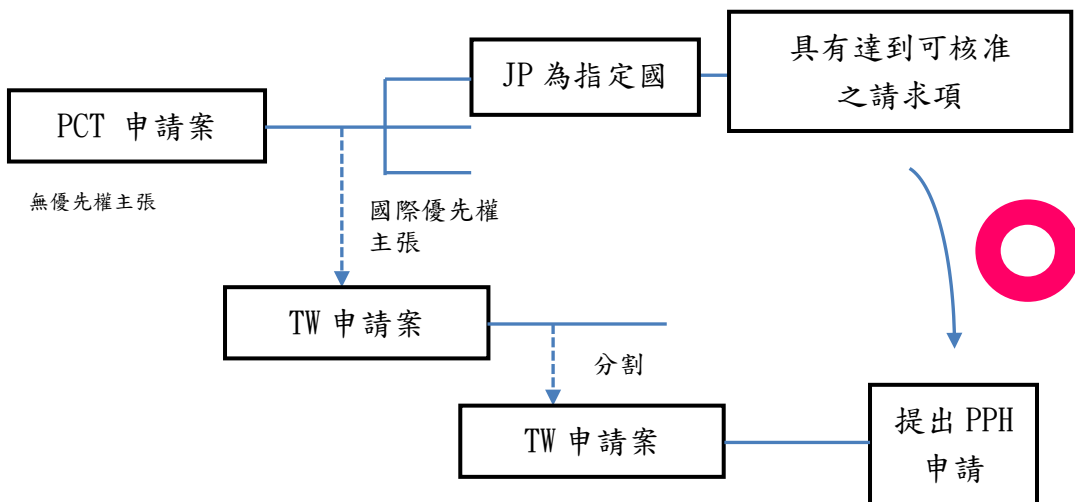 JP 為指定國
具有達到可核准
之請求項
PCT 申請案
無優先權主張
國際優先權
主張
TW 申請案
分割
TW 申請案
提出 PPH
申請